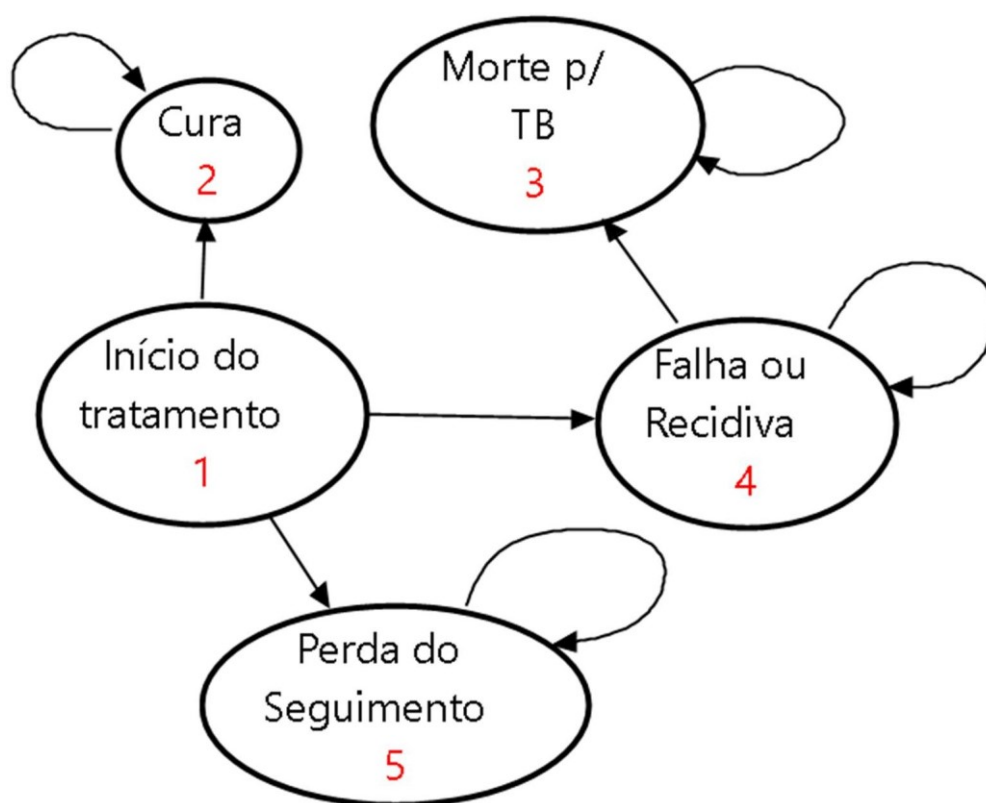 Cura
2
Morte p/
TB
3
Início do
tratamento
1
Falha ou
Recidiva
4
Perda do
Seguimento
5